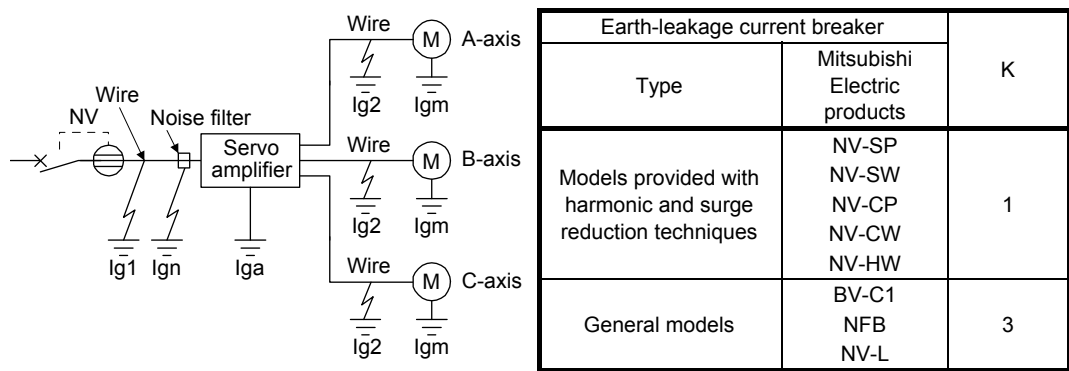 Wire
M
A-axis
Ig2
Igm
Wire
NV
Noise filter
Servo
amplifier
Wire
M
B-axis
Ig2
Igm
Ig1
Ign
Iga
Wire
M
C-axis
Ig2
Igm
Earth-leakage current breaker
K
Type
Mitsubishi
Electric
products
Models provided with
harmonic and surge
reduction techniques
NV-SP
NV-SW
NV-CP
NV-CW
NV-HW
1
General models
BV-C1
NFB
NV-L
3